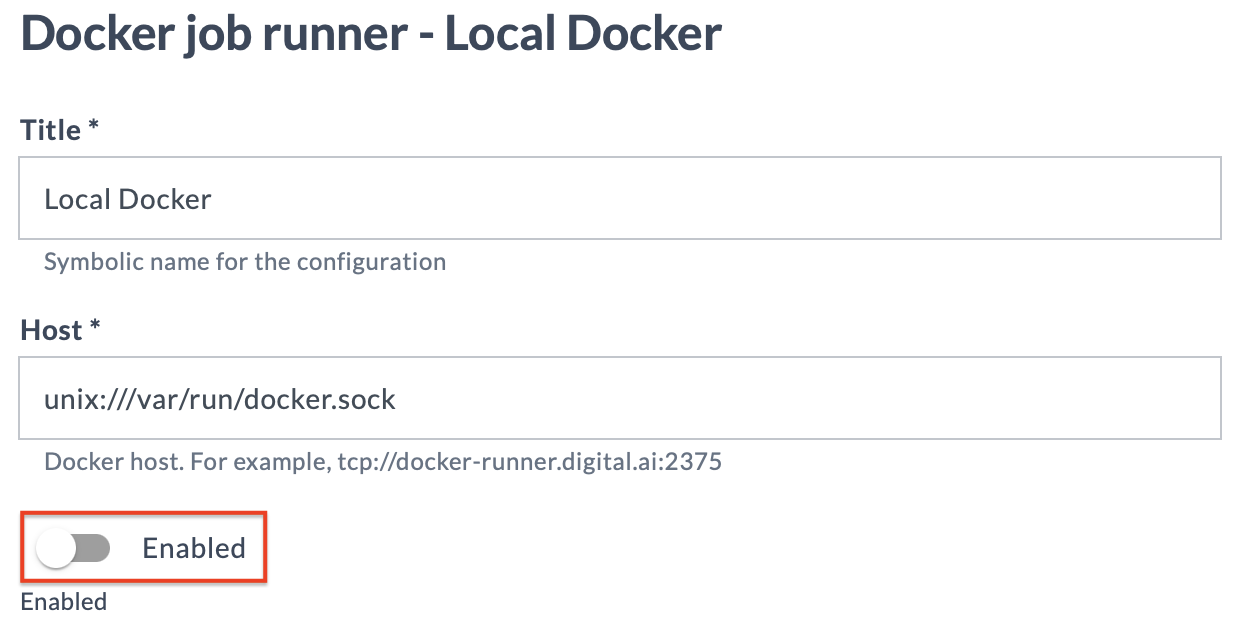 Docker job runner - Local Docker
Title *
Local Docker
Symbolic name for the configuration
Host *
unix:///var/run/docker.sock
Docker host. For example, tcp://docker-runner.digital.ai:2375
Enabled
Enabled